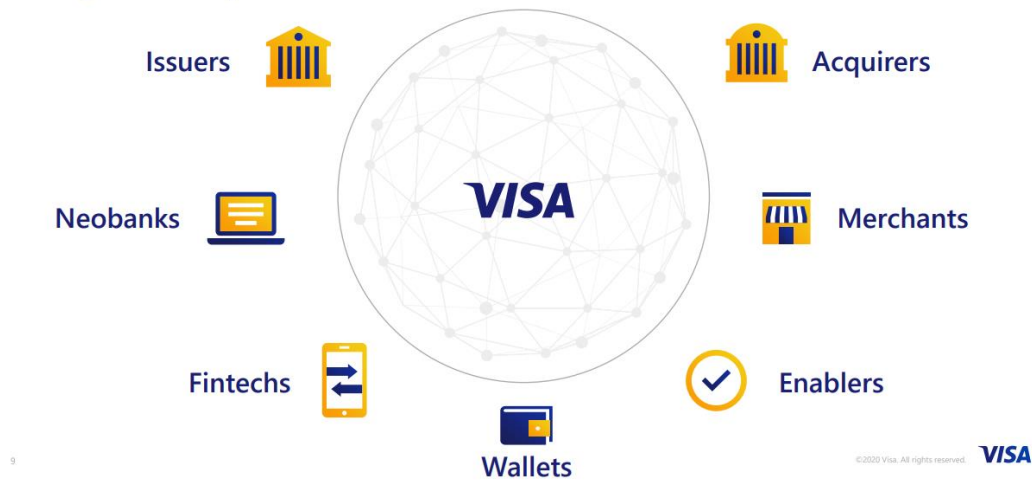 Issuers
Acquirers
VISA
Neobanks
Merchants
Fintechs
Enablers
Wallets
9
©2020 Visa. All rights reserved.
VISA